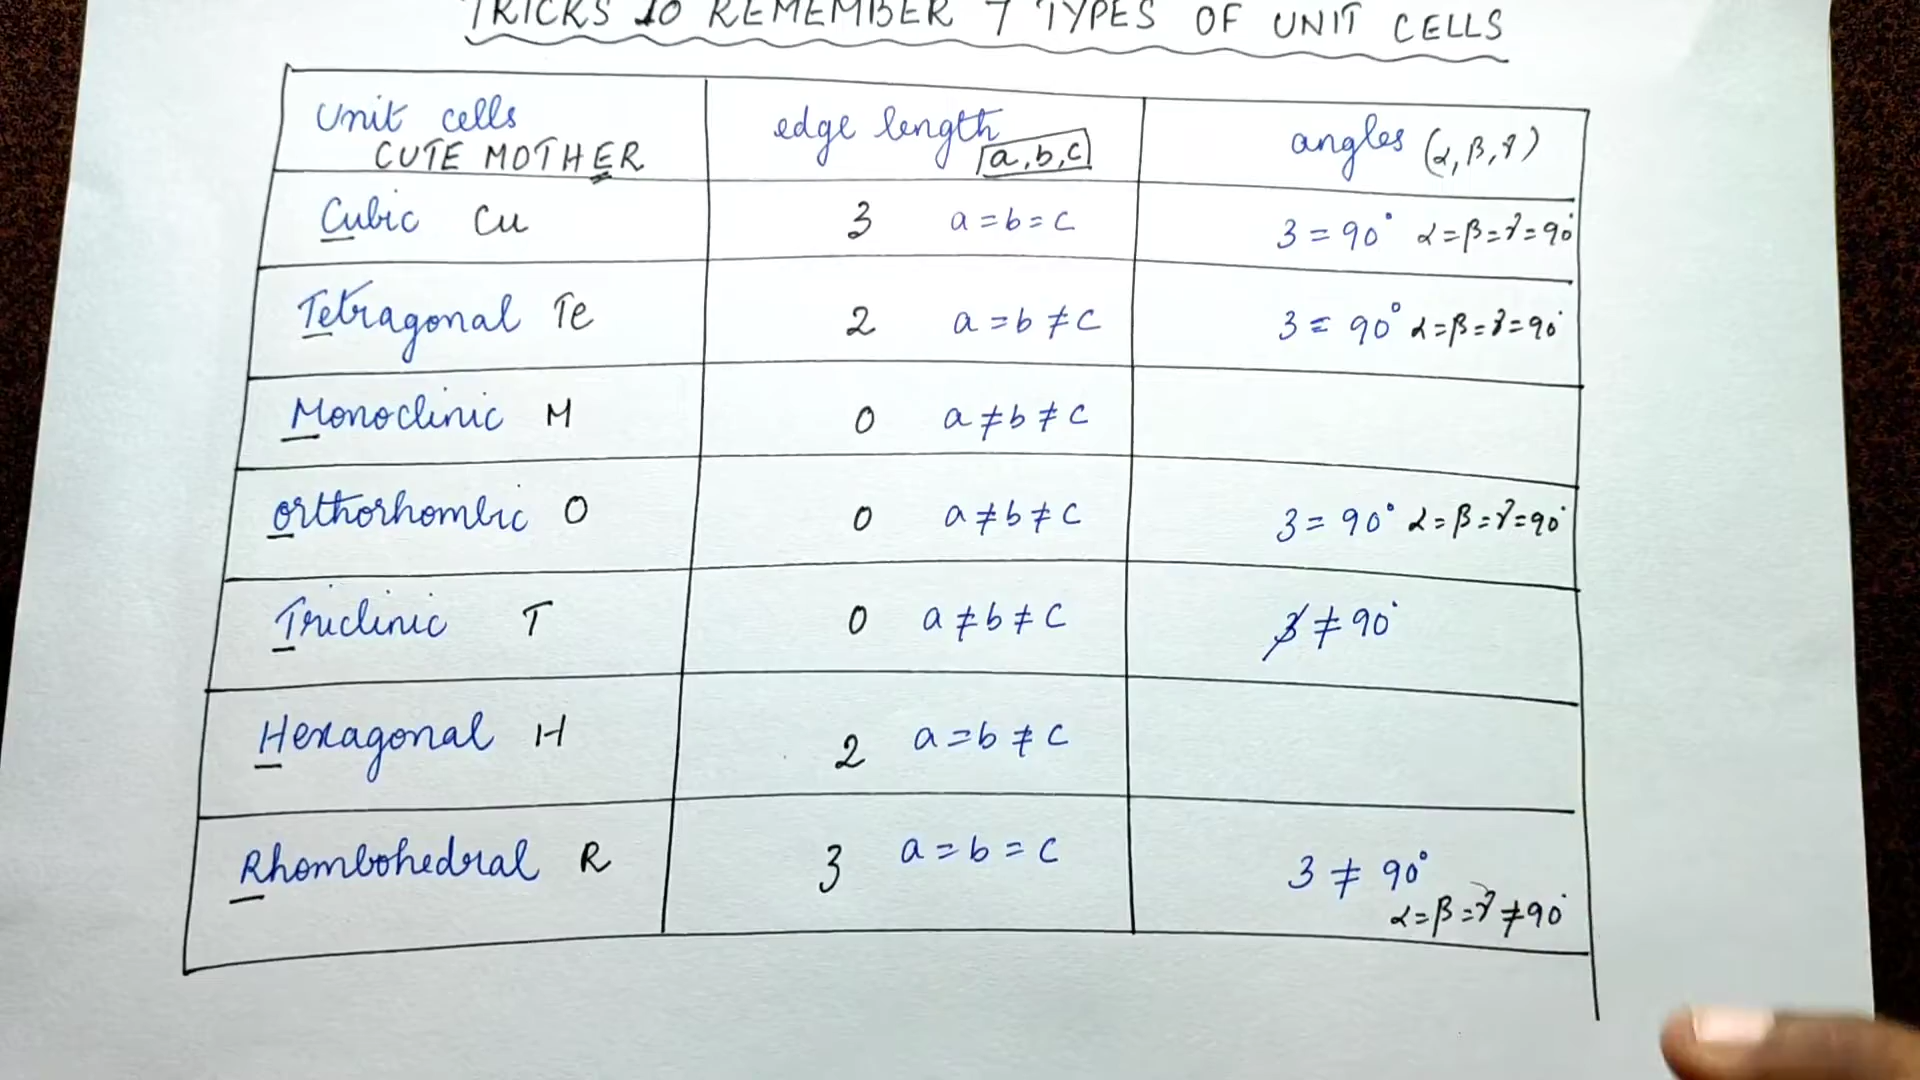 TRICKS TO REMEMBER 7 TYPES OF UNIT CELLS
Unit cells edge length angles (α, β, γ)
CUTE MOTHER a, b, c
Cubic Cu 3 a = b = c 3 = 90° α = β = γ = 90°
Tetragonal Te 2 a = b ≠ c 3 = 90° α = β = γ = 90°
Monoclinic M 0 a ≠ b ≠ c
Orthorhombic O 0 a ≠ b ≠ c 3 = 90° α = β = γ = 90°
Triclinic T 0 a ≠ b ≠ c 3 ≠ 90°
Hexagonal H 2 a = b ≠ c
Rhombohedral R 3 a = b = c 3 ≠ 90°
α = β = γ ≠ 90°